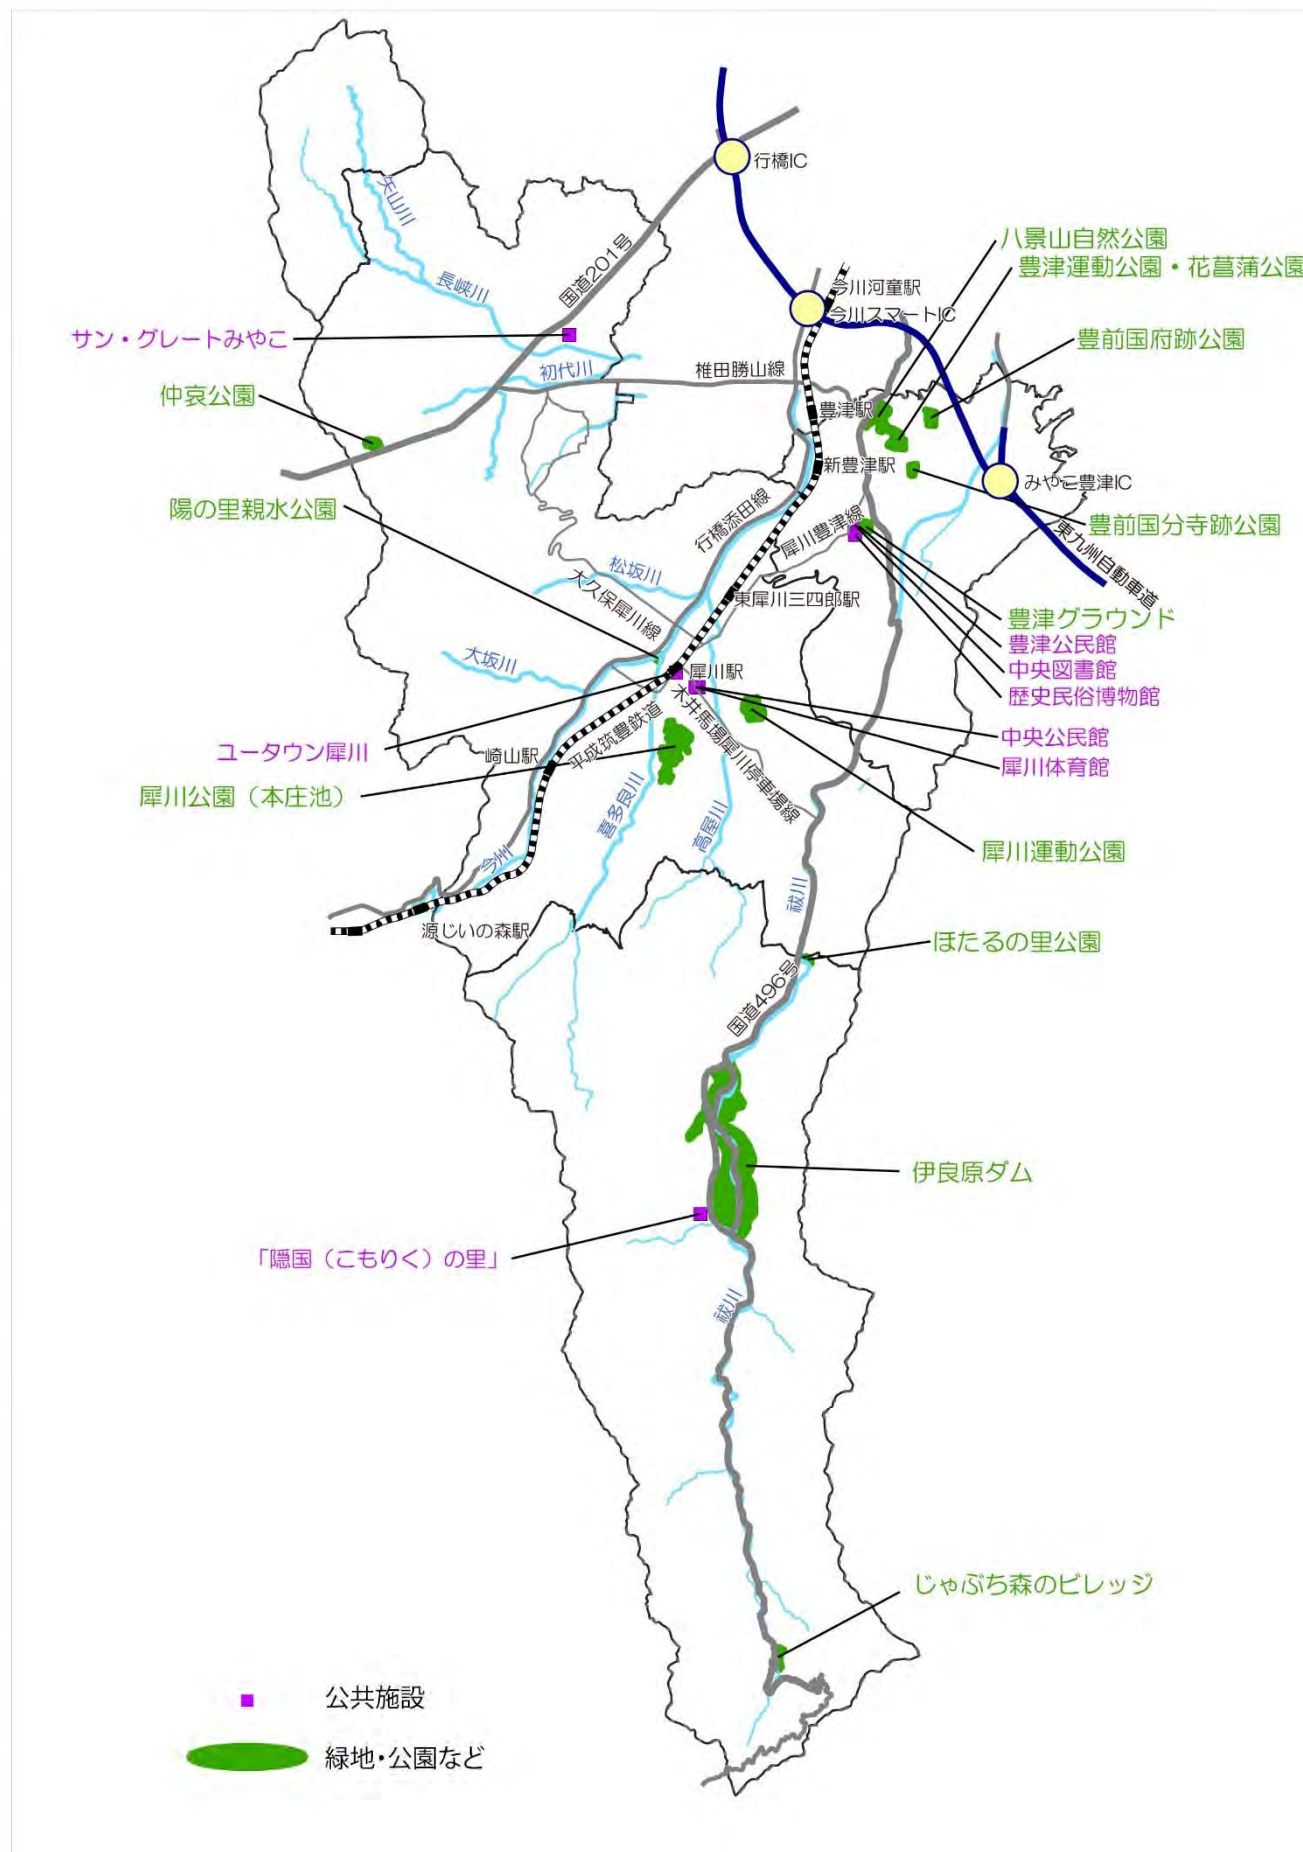 行橋IC
矢山川
国道201号
八景山自然公園
豊津運動公園・花菖蒲公園
長峡川
今川河童駅
今川スマートIC
サン・グレートみやこ
豊前国府跡公園
初代川
椎田勝山線
仲哀公園
豊津駅
新豊津駅
みやこ豊津IC
陽の里親水公園
行橋添田線
犀川豊津線
豊前国分寺跡公園
東九州自動車道
松坂川
大久保犀川線
東犀川三四郎駅
豊津グラウンド
豊津公民館
中央図書館
歴史民俗博物館
大坂川
犀川駅
木井馬場犀川停車場線
平成筑豊鉄道
中央公民館
犀川体育館
ユータウン犀川
崎山駅
犀川公園（本庄池）
喜多良川
高屋川
犀川運動公園
今川
祓川
源じいの森駅
ほたるの里公園
国道496号
伊良原ダム
「隠国（こもりく）の里」
祓川
じゃぶち森のビレッジ
公共施設
緑地・公園など